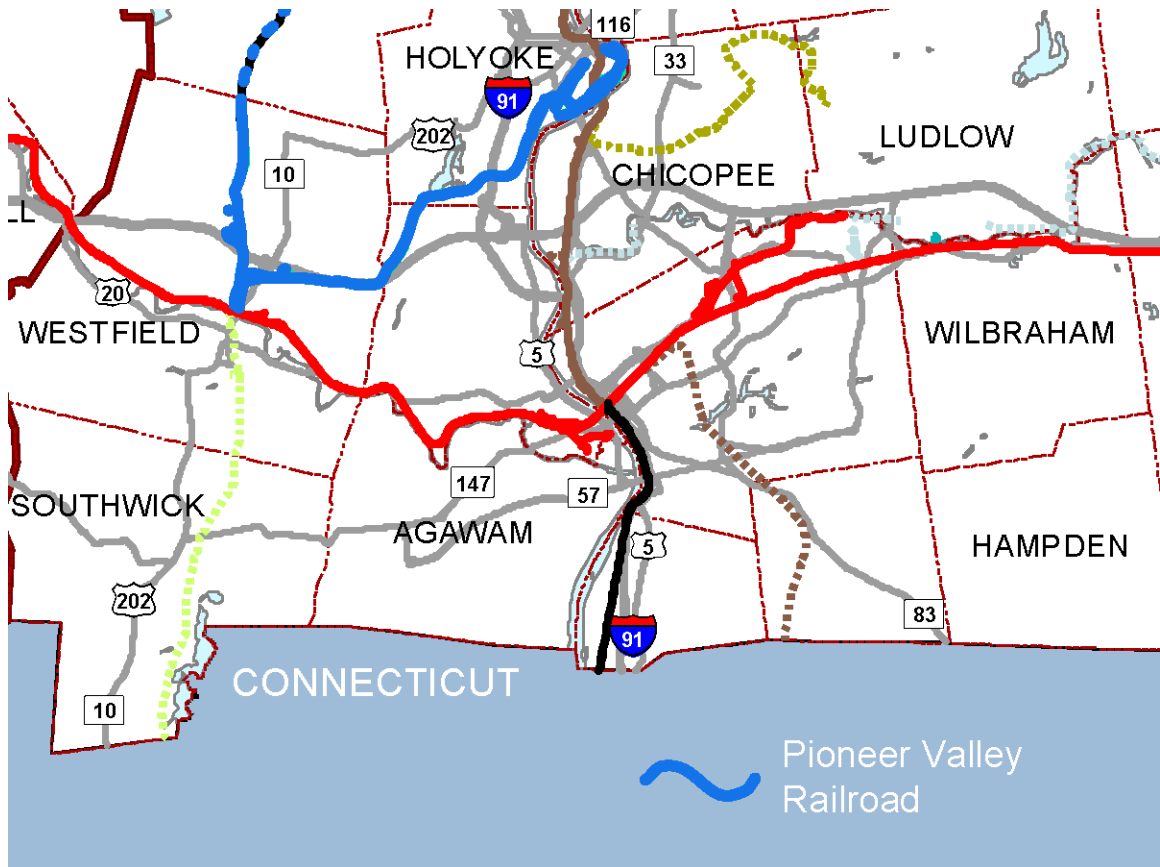 116
HOLYOKE
33
91
202
LUDLOW
10
CHICOPEE
LL
20
WESTFIELD
WILBRAHAM
5
147
57
SOUTHWICK
AGAWAM
5
HAMPDEN
202
83
91
CONNECTICUT
10
Pioneer Valley
Railroad